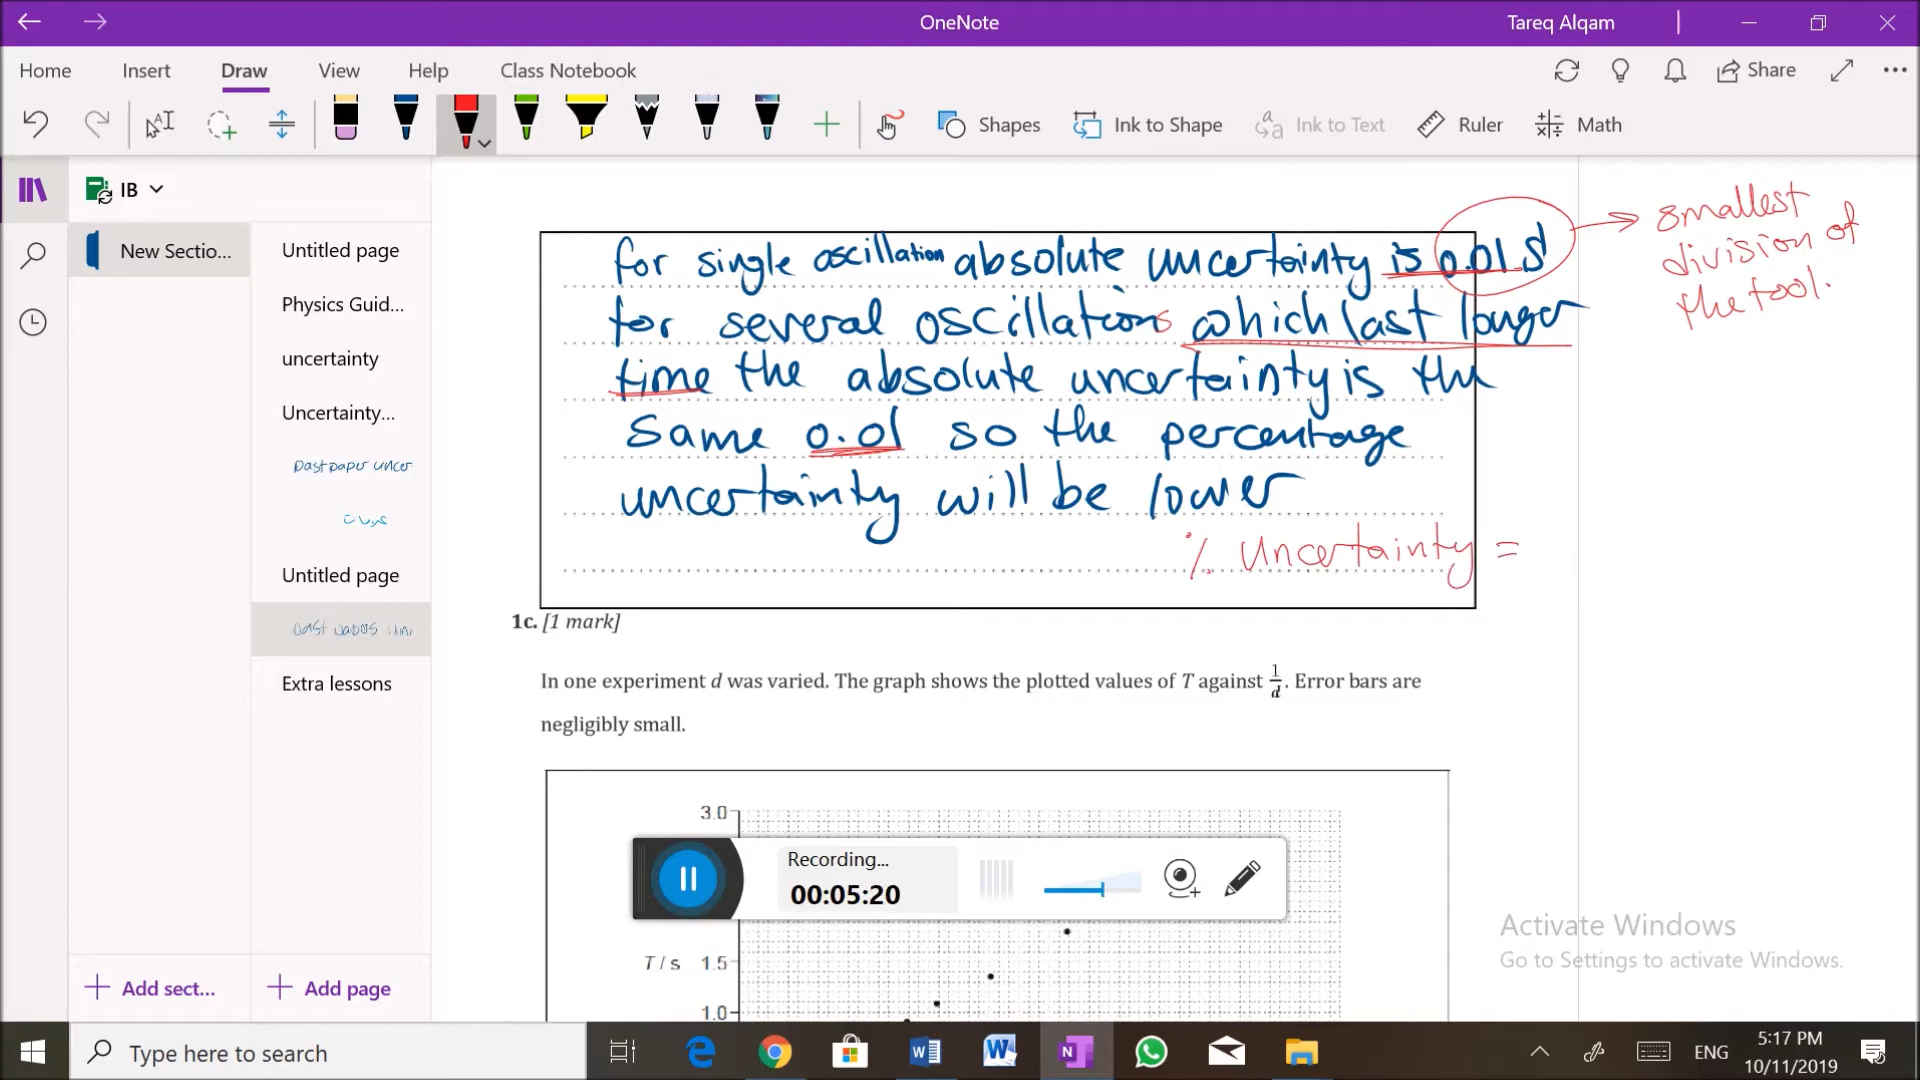 OneNote
Tareq Alqam
Home Insert Draw View Help Class Notebook
Share
Shapes Ink to Shape Ink to Text Ruler Math
IB
New Sectio...
Untitled page
Physics Guid...
uncertainty
Uncertainty...
past paper uncer
Untitled page
Extra lessons
Add sect...
Add page
for single oscillation absolute uncertainty is 0.01 s
for several oscillations which last longer
time the absolute uncertainty is the
same 0.01 so the percentage
uncertainty will be lower
% Uncertainty =
smallest
division of
the tool.
1c. [1 mark]
In one experiment d was varied. The graph shows the plotted values of T against 1/d. Error bars are
negligibly small.
3.0
Recording...
00:05:20
T / s 1.5
1.0
Activate Windows
Go to Settings to activate Windows.
Type here to search
ENG
5:17 PM
10/11/2019